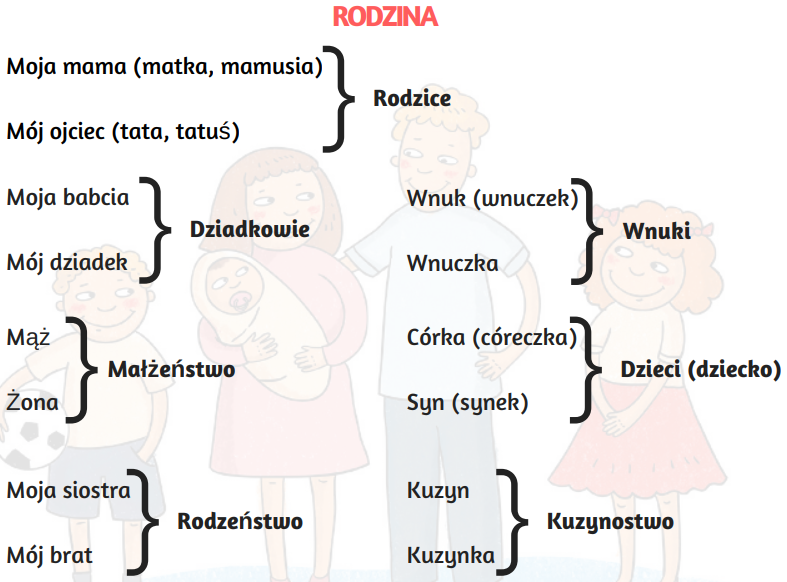 RODZINA
Moja mama (matka, mamusia)
Rodzice
Mój ojciec (tata, tatuś)
Moja babcia
Dziadkowie
Mój dziadek
Wnuk (wnuczek)
Wnuki
Wnuczka
Mąż
Małżeństwo
Żona
Córka (córeczka)
Dzieci (dziecko)
Syn (synek)
Moja siostra
Rodzeństwo
Mój brat
Kuzyn
Kuzynostwo
Kuzynka